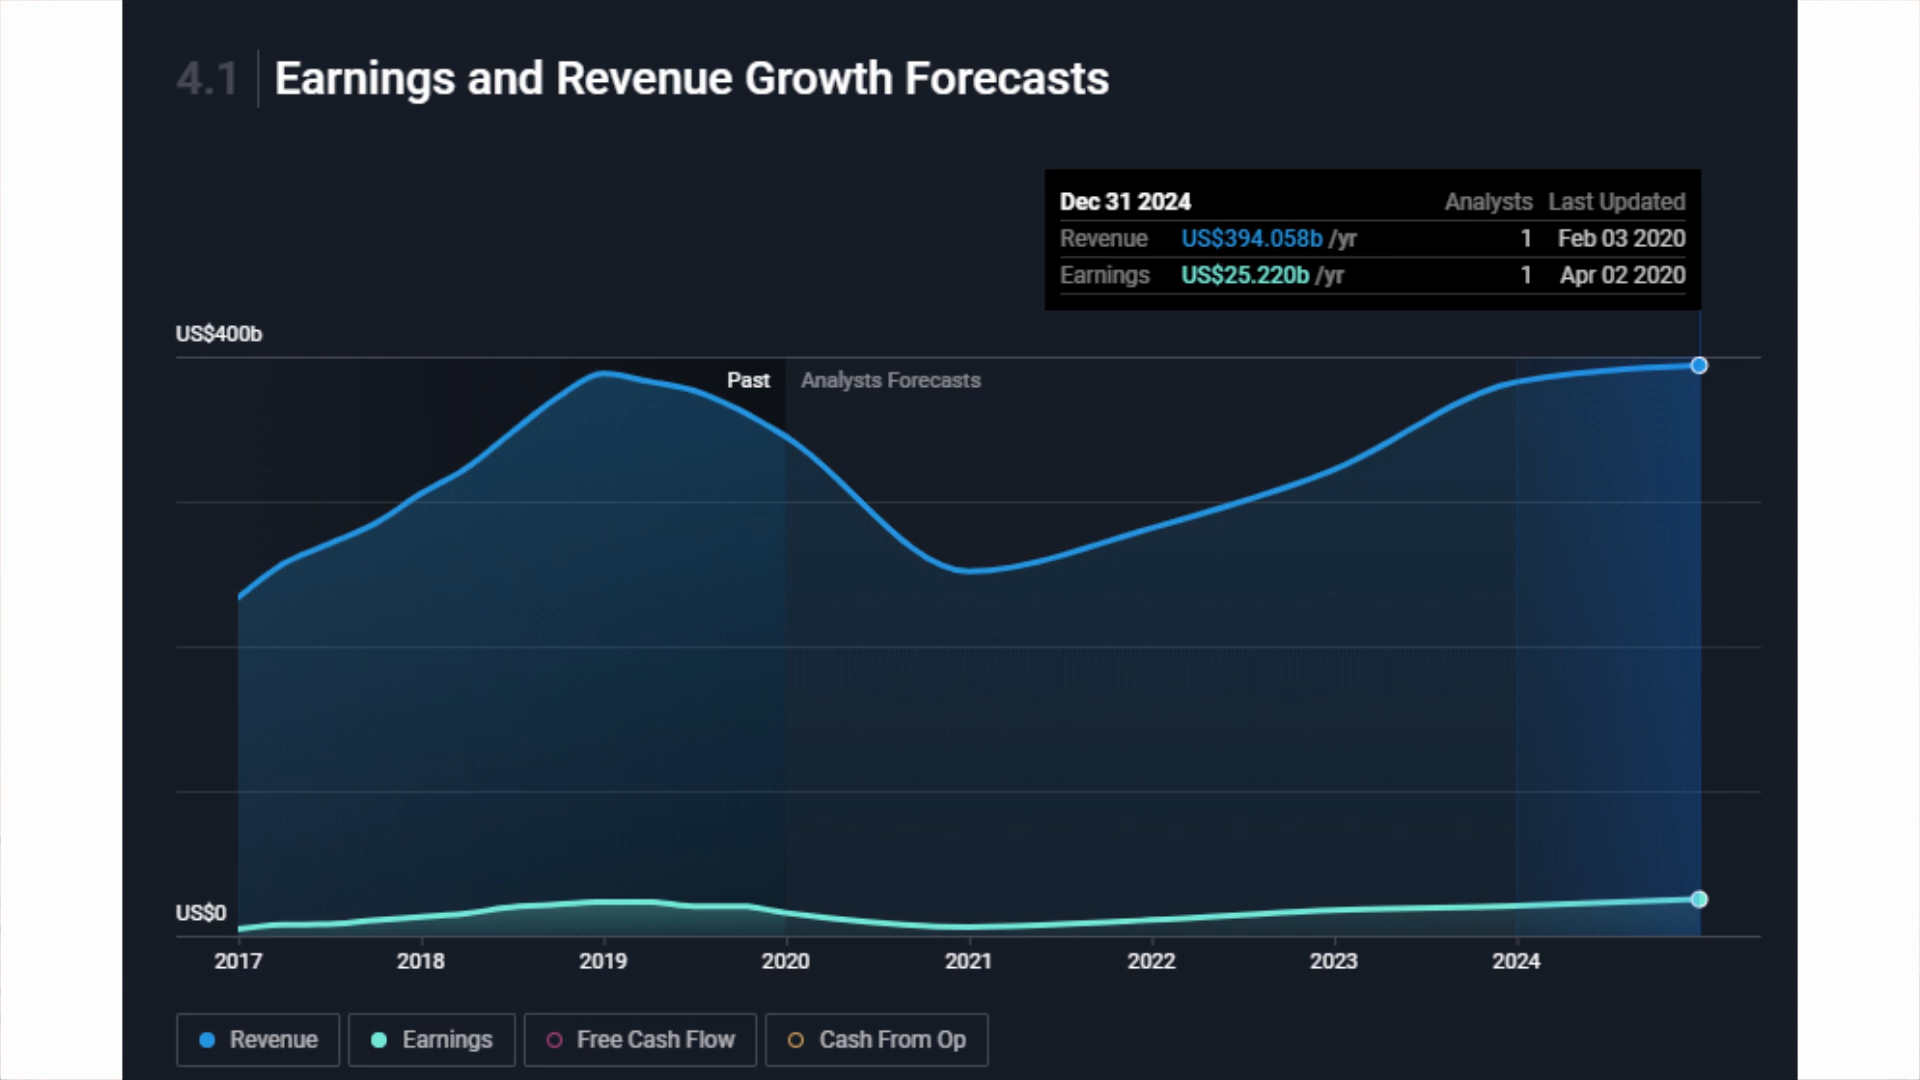 4.1 Earnings and Revenue Growth Forecasts
Dec 31 2024 Analysts Last Updated
Revenue US$394.058b /yr 1 Feb 03 2020
Earnings US$25.220b /yr 1 Apr 02 2020
US$400b
Past Analysts Forecasts
US$0
2017 2018 2019 2020 2021 2022 2023 2024
Revenue Earnings Free Cash Flow Cash From Op